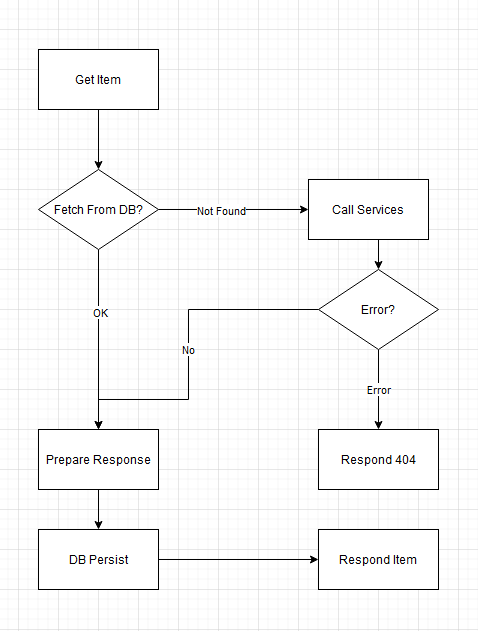 Get Item
Fetch From DB?
Not Found
Call Services
OK
Error?
No
Error
Prepare Response
Respond 404
DB Persist
Respond Item